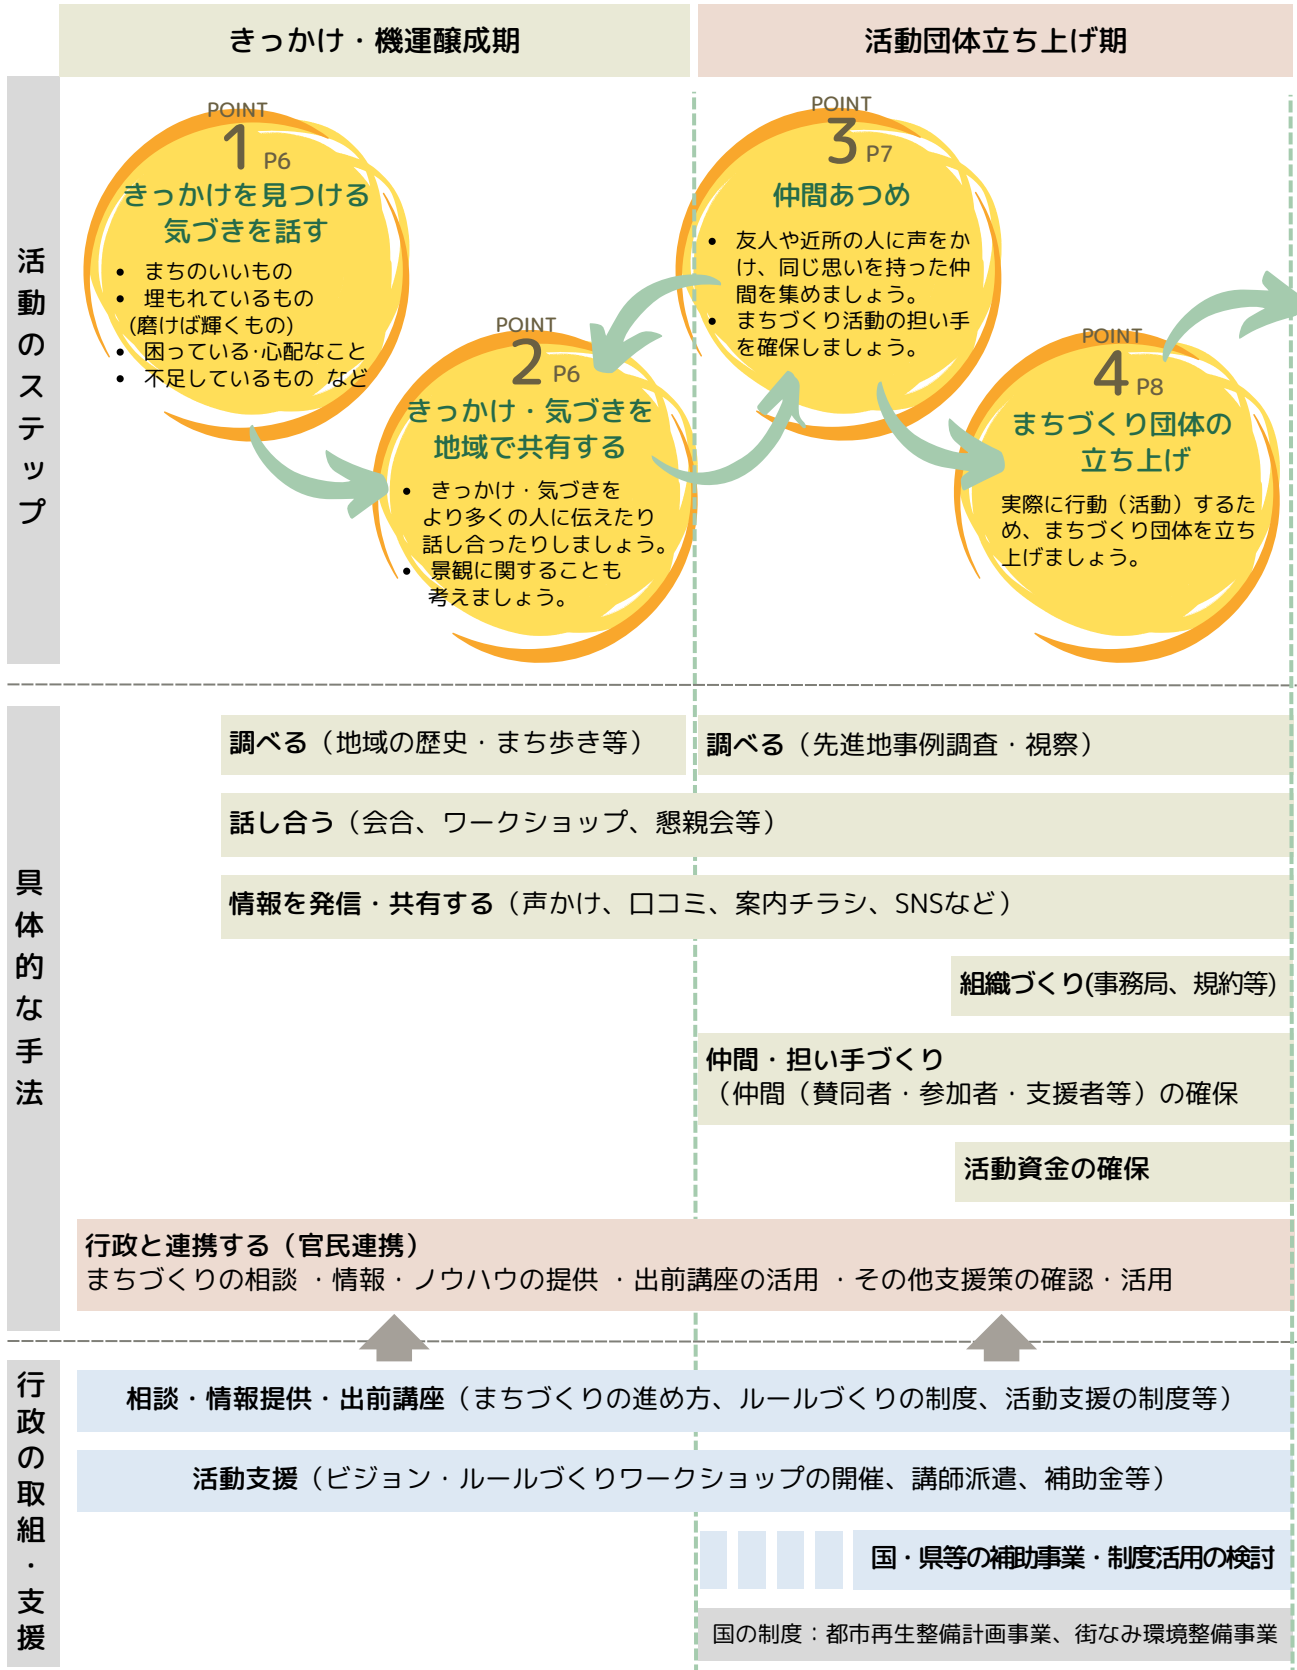 きっかけ・機運醸成期
活動団体立ち上げ期
活動のステップ
POINT
1 P6
きっかけを見つける
気づきを話す
• まちのいいもの
• 埋もれているもの
(磨けば輝くもの)
• 困っている・心配なこと
• 不足しているもの など
POINT
2 P6
きっかけ・気づきを
地域で共有する
• きっかけ・気づきを
より多くの人に伝えたり
話し合ったりしましょう。
• 景観に関することも
考えましょう。
POINT
3 P7
仲間あつめ
• 友人や近所の人に声をか
け、同じ思いを持った仲
間を集めましょう。
• まちづくり活動の担い手
を確保しましょう。
POINT
4 P8
まちづくり団体の
立ち上げ
実際に行動（活動）するた
め、まちづくり団体を立ち
上げましょう。
具体的な手法
調べる（地域の歴史・まち歩き等）
調べる（先進地事例調査・視察）
話し合う（会合、ワークショップ、懇親会等）
情報を発信・共有する（声かけ、口コミ、案内チラシ、SNSなど）
組織づくり(事務局、規約等)
仲間・担い手づくり
（仲間（賛同者・参加者・支援者等）の確保
活動資金の確保
行政と連携する（官民連携）
まちづくりの相談 ・情報・ノウハウの提供 ・出前講座の活用 ・その他支援策の確認・活用
行政の取組・支援
相談・情報提供・出前講座（まちづくりの進め方、ルールづくりの制度、活動支援の制度等）
活動支援（ビジョン・ルールづくりワークショップの開催、講師派遣、補助金等）
国・県等の補助事業・制度活用の検討
国の制度：都市再生整備計画事業、街なみ環境整備事業